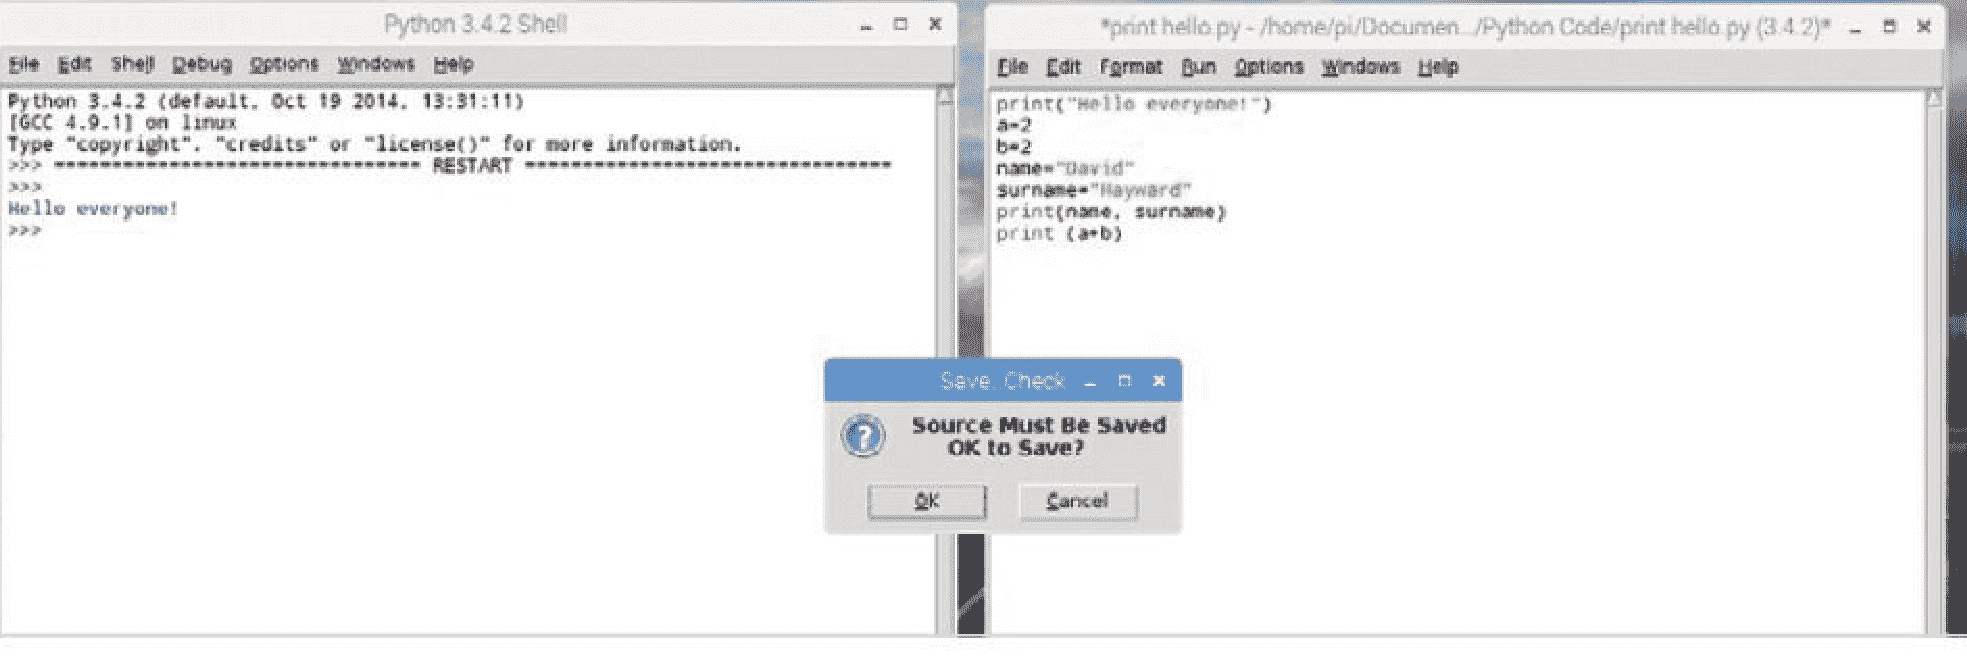 Python 3.4.2 Shell
File Edit Shell Debug Options Windows Help
Python 3.4.2 (default, Oct 19 2014, 13:31:11)
[GCC 4.9.1] on linux
Type "copyright", "credits" or "license()" for more information.
>>> ================================ RESTART ================================
>>>
Hello everyone!
>>>
*print hello.py - /home/pi/Documen.../Python Code/print hello.py (3.4.2)*
File Edit Format Run Options Windows Help
print("Hello everyone!")
a=2
b=2
name="David"
surname="Hayward"
print(name, surname)
print (a+b)
Save Check
Source Must Be Saved
OK to Save?
OK Cancel